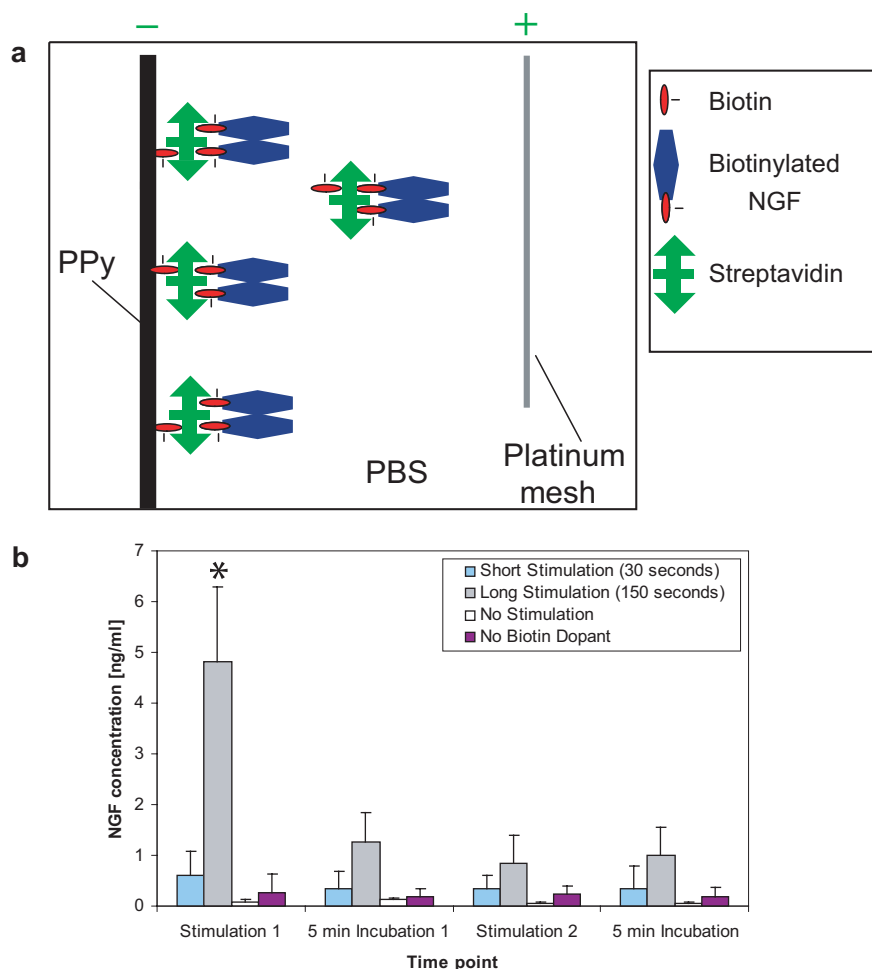 a
− +
PPy
PBS
Platinum
mesh
Biotin
Biotinylated
NGF
Streptavidin
b
NGF concentration [ng/ml]
7
6
5
4
3
2
1
0
*
Short Stimulation (30 seconds)
Long Stimulation (150 seconds)
No Stimulation
No Biotin Dopant
Stimulation 1 5 min Incubation 1 Stimulation 2 5 min Incubation
Time point